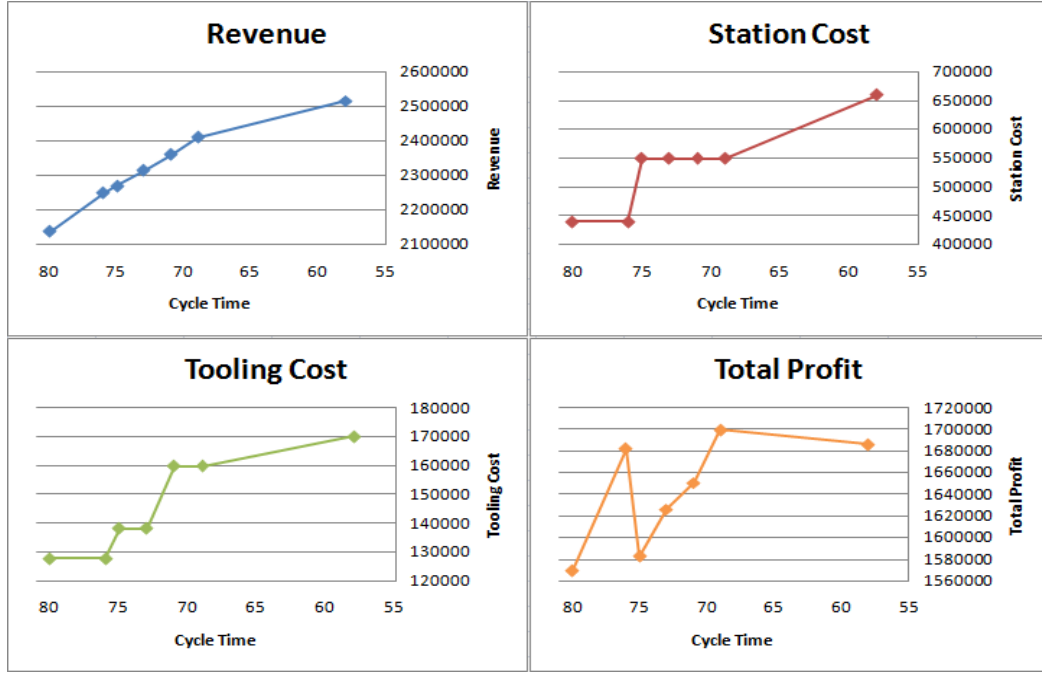 Revenue
2600000
2500000
2400000
2300000
2200000
2100000
Revenue
80 75 70 65 60 55
Cycle Time
Station Cost
700000
650000
600000
550000
500000
450000
400000
Station Cost
80 75 70 65 60 55
Cycle Time
Tooling Cost
180000
170000
160000
150000
140000
130000
120000
Tooling Cost
80 75 70 65 60 55
Cycle Time
Total Profit
1720000
1700000
1680000
1660000
1640000
1620000
1600000
1580000
1560000
Total Profit
80 75 70 65 60 55
Cycle Time